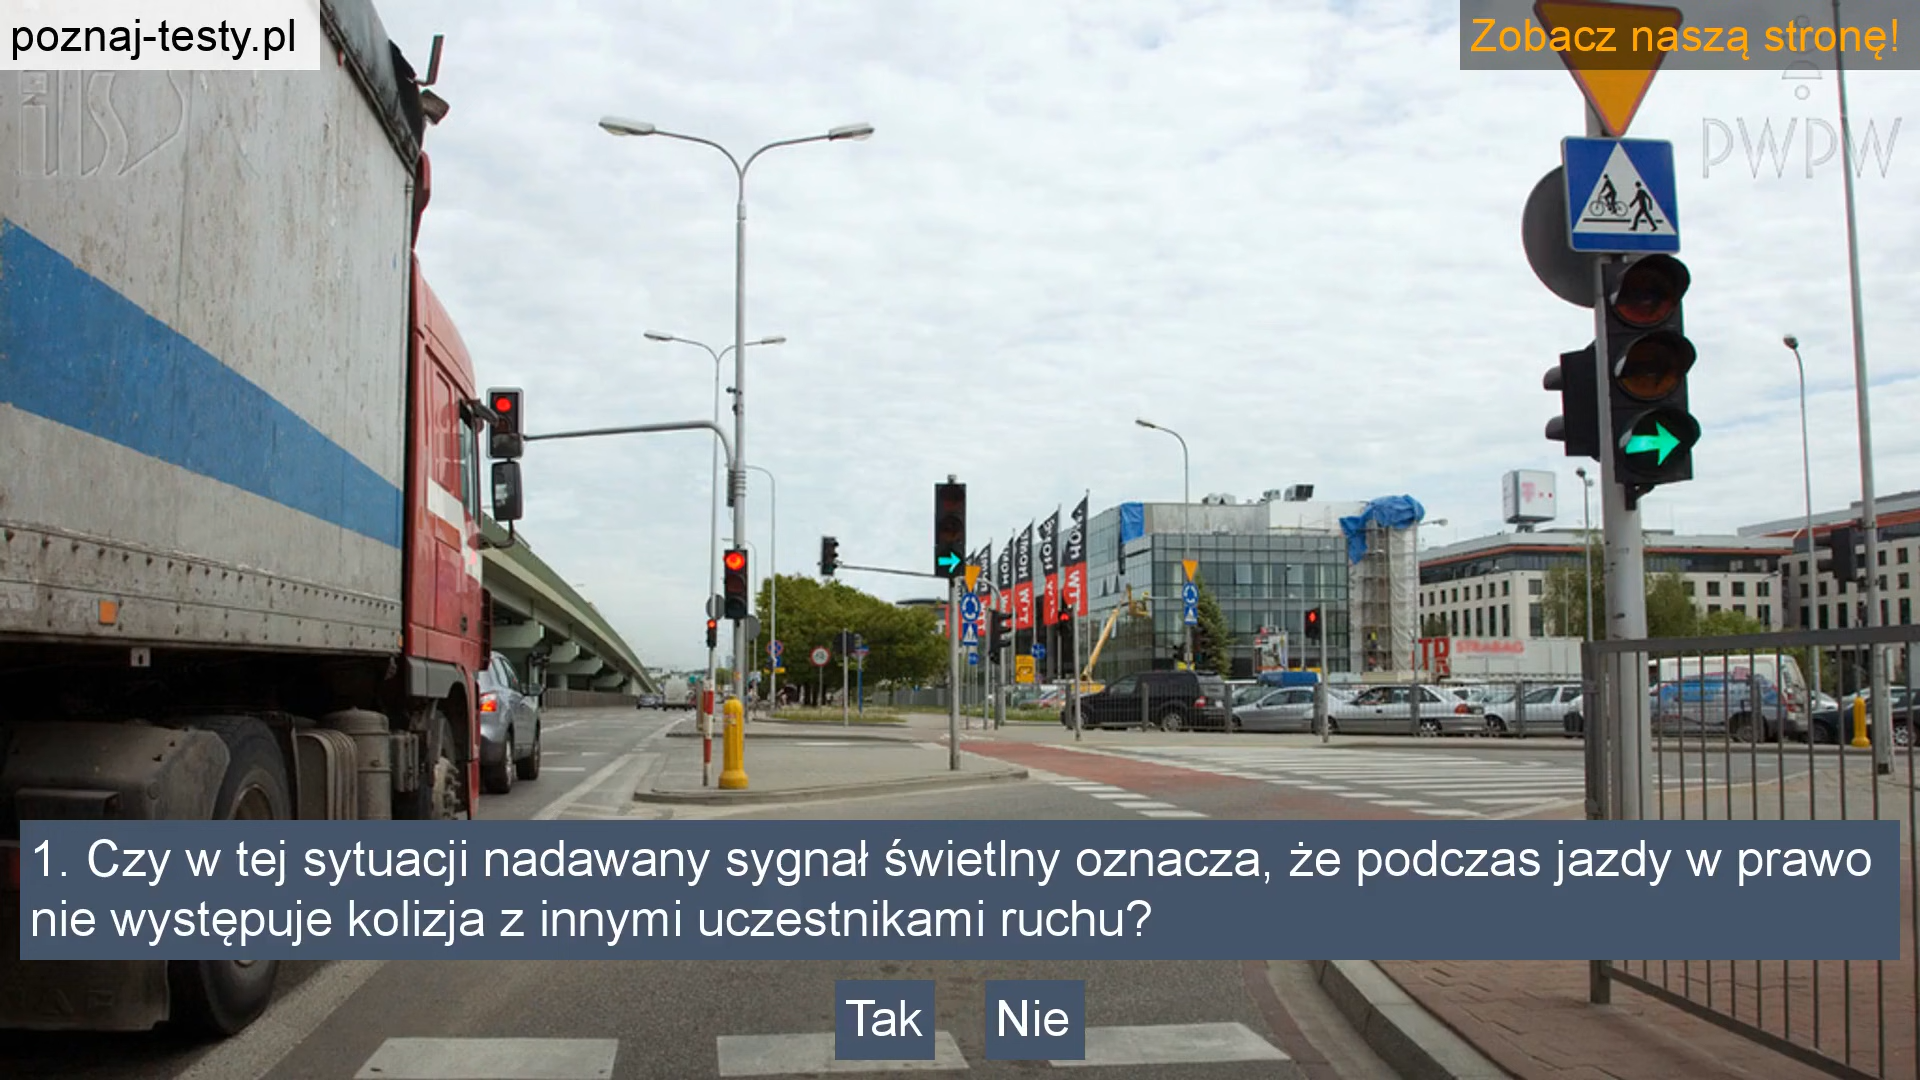 poznaj-testy.pl
Zobacz naszą stronę!
PWPW
STRABAG
1. Czy w tej sytuacji nadawany sygnał świetlny oznacza, że podczas jazdy w prawo
nie występuje kolizja z innymi uczestnikami ruchu?
Tak
Nie